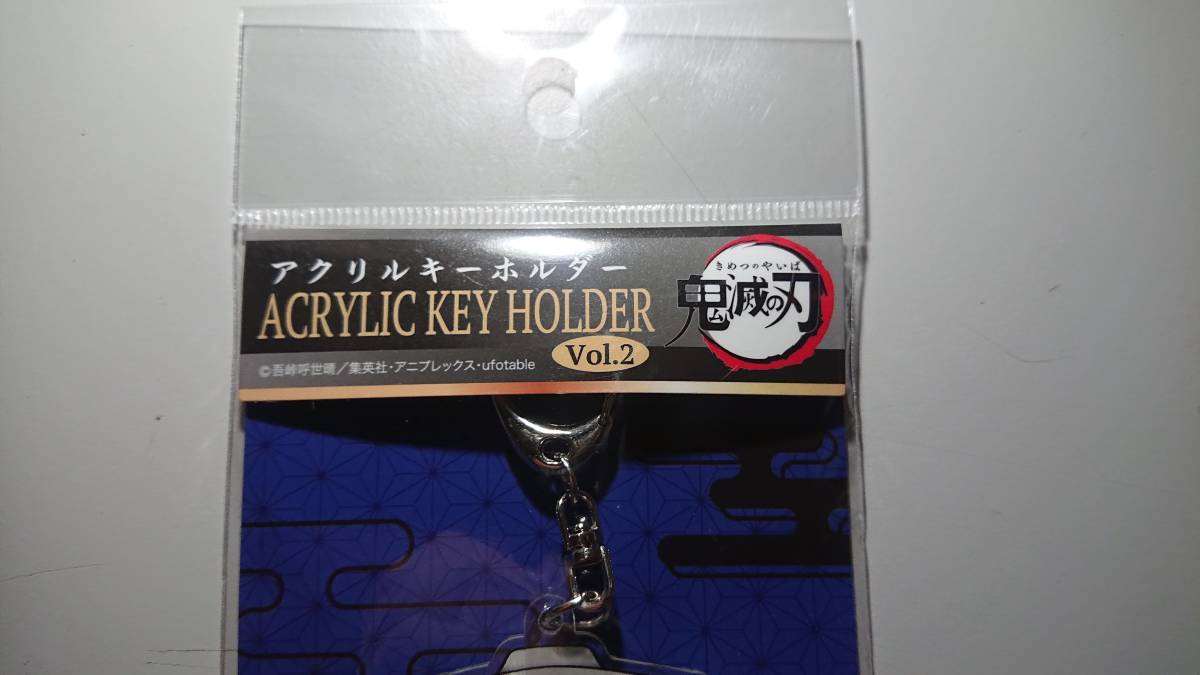 アクリルキーホルダー
ACRYLIC KEY HOLDER
Vol.2
©吾峠呼世晴／集英社・アニプレックス・ufotable
きめつのやいば
鬼滅の刃